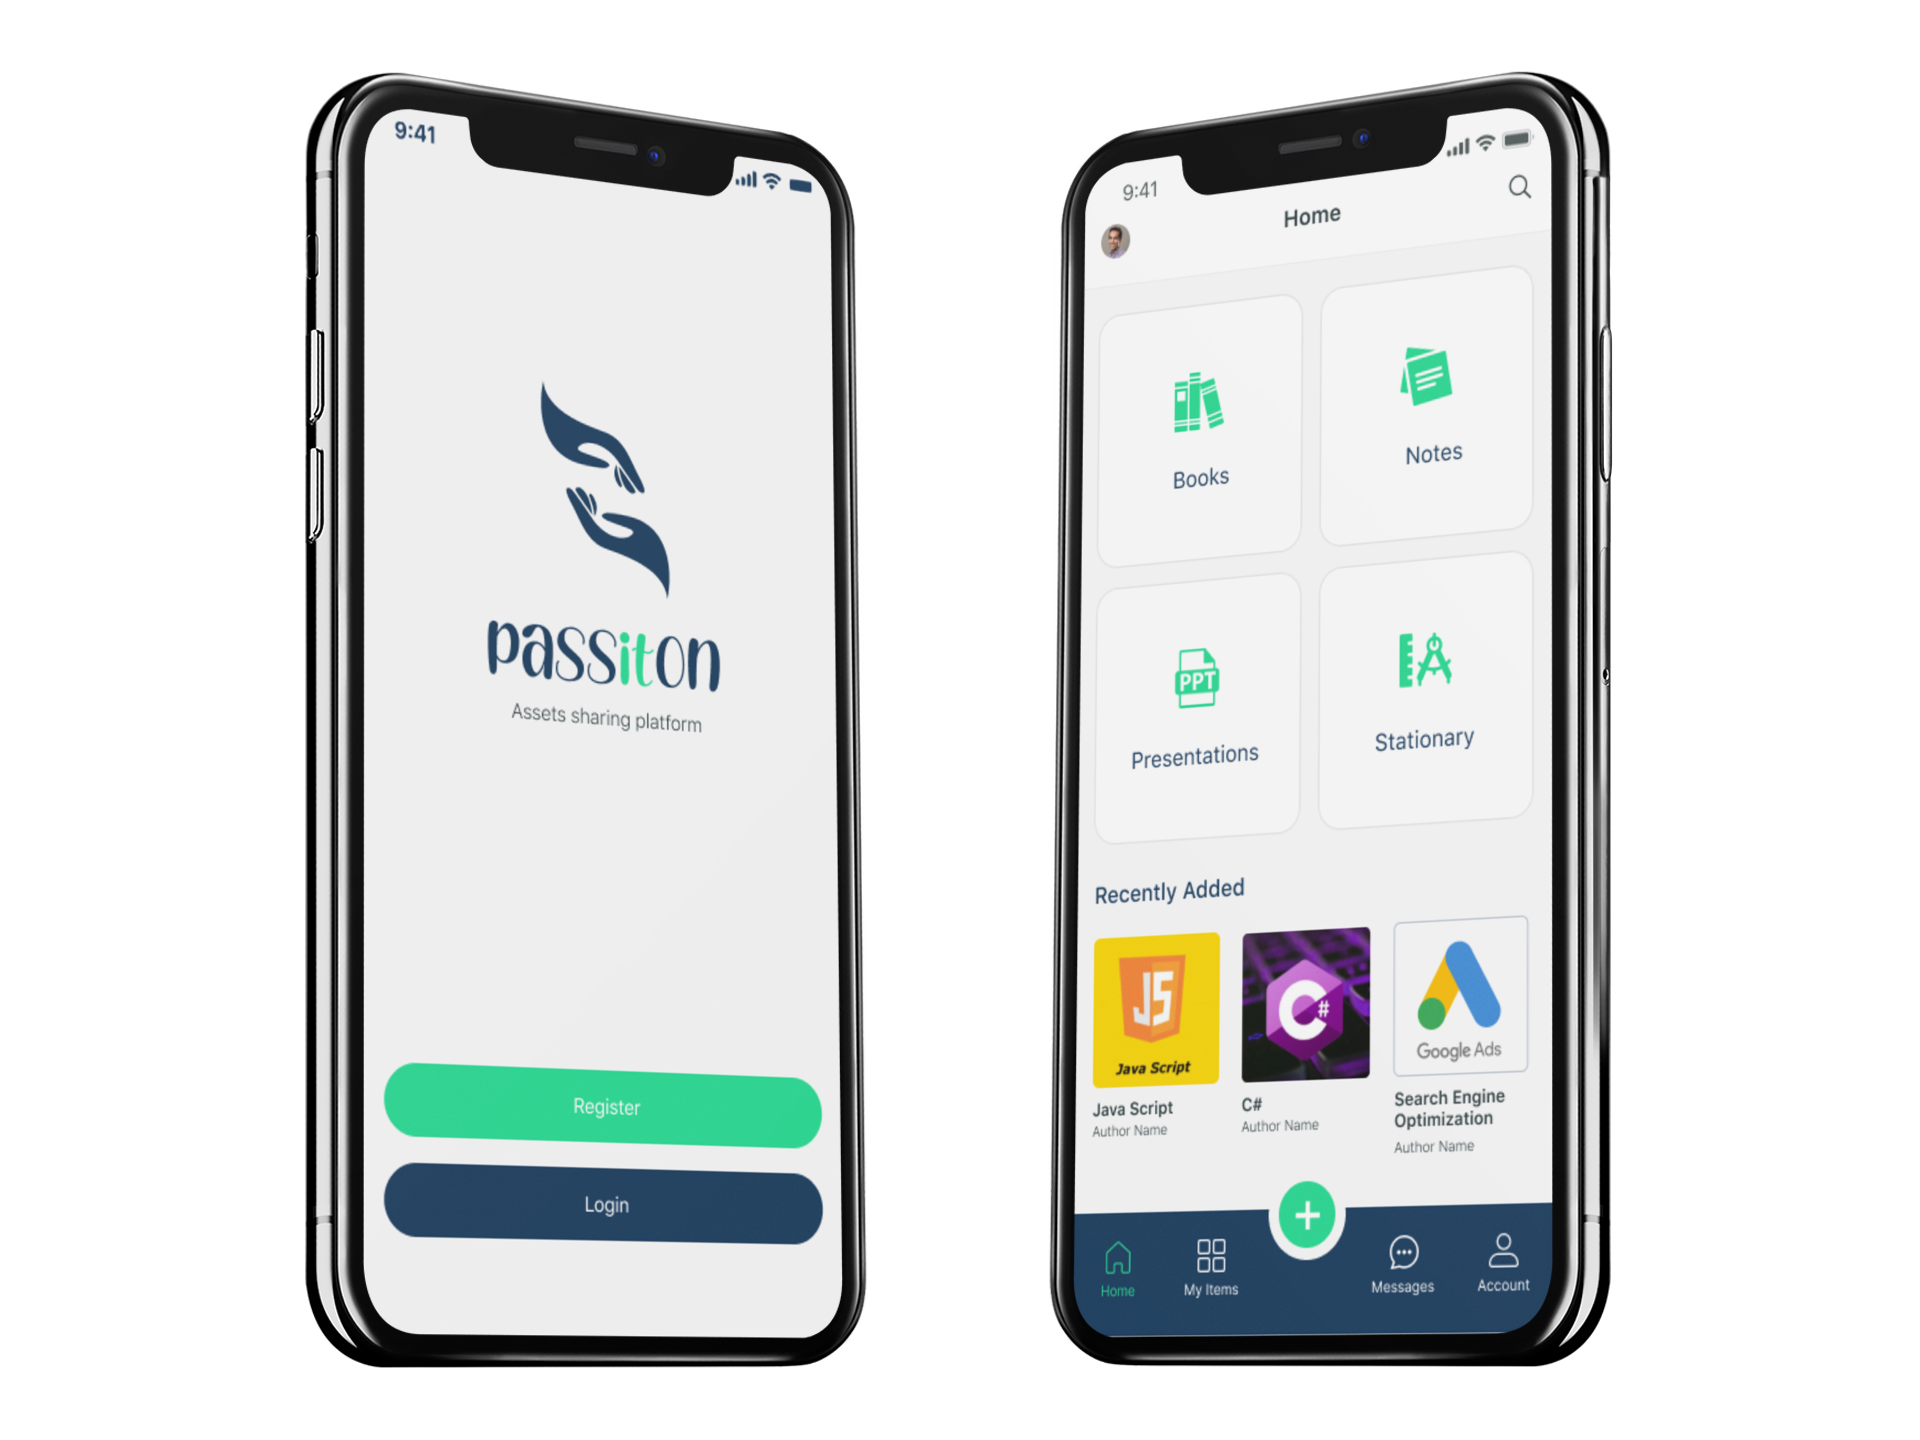 9:41
passiton
Assets sharing platform
Register
Login
9:41
Home
Books
Notes
PPT
Presentations
Stationary
Recently Added
JS
Java Script
C#
Google Ads
Java Script
Author Name
C#
Author Name
Search Engine
Optimization
Author Name
Home
My Items
Messages
Account